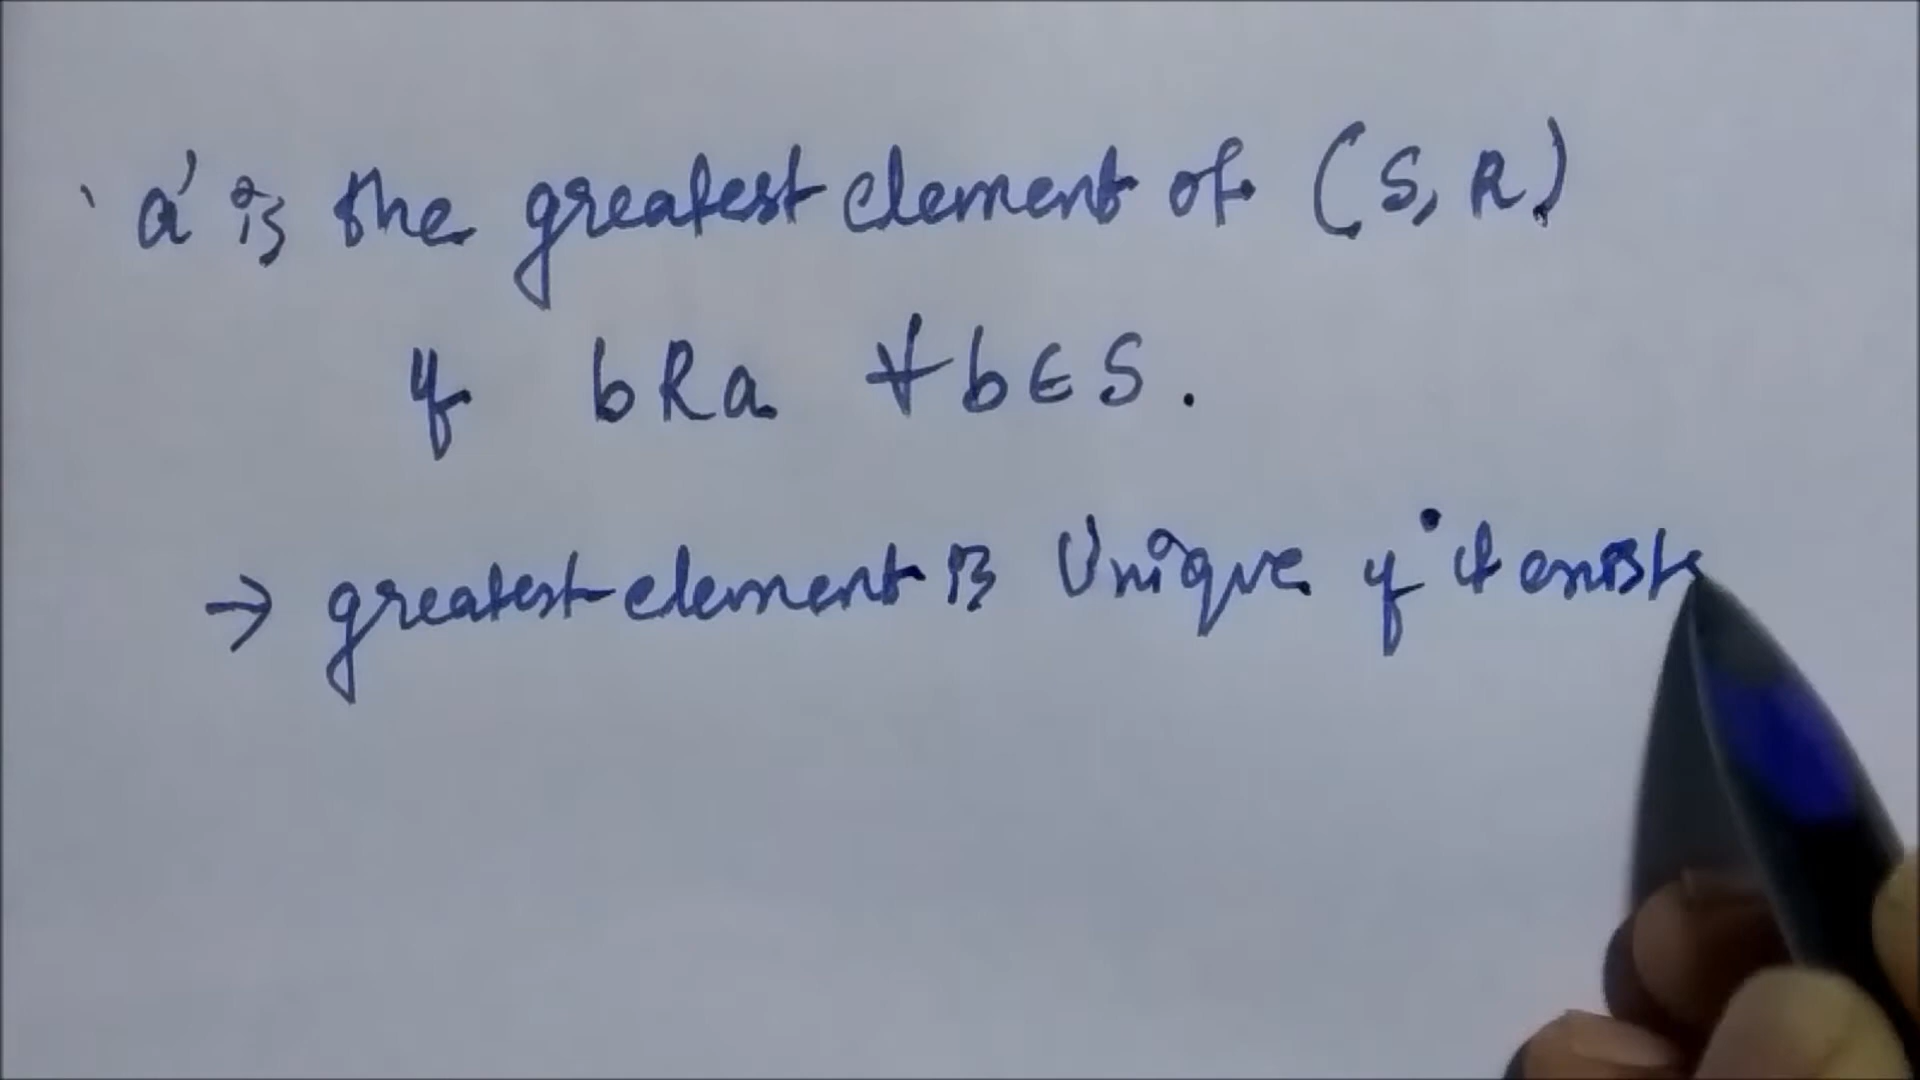 'a' is the greatest element of (S, R)
if bRa ∀ b ∈ S.
→ greatest element is Unique if it exists